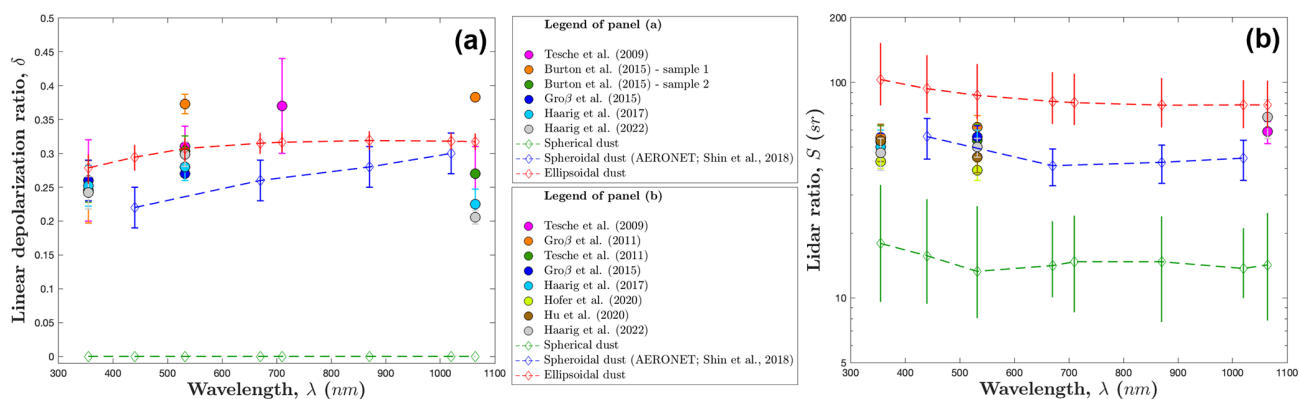 Linear depolarization ratio, δ
0.5
0.45
0.4
0.35
0.3
0.25
0.2
0.15
0.1
0.05
0
(a)
300 400 500 600 700 800 900 1000 1100
Wavelength, λ (nm)
Legend of panel (a)
Tesche et al. (2009)
Burton et al. (2015) - sample 1
Burton et al. (2015) - sample 2
Groβ et al. (2015)
Haarig et al. (2017)
Haarig et al. (2022)
Spherical dust
Spheroidal dust (AERONET; Shin et al., 2018)
Ellipsoidal dust
Legend of panel (b)
Tesche et al. (2009)
Groβ et al. (2011)
Tesche et al. (2011)
Groβ et al. (2015)
Haarig et al. (2017)
Hofer et al. (2020)
Hu et al. (2020)
Haarig et al. (2022)
Spherical dust
Spheroidal dust (AERONET; Shin et al., 2018)
Ellipsoidal dust
Lidar ratio, S (sr)
200
100
10
5
(b)
300 400 500 600 700 800 900 1000 1100
Wavelength, λ (nm)